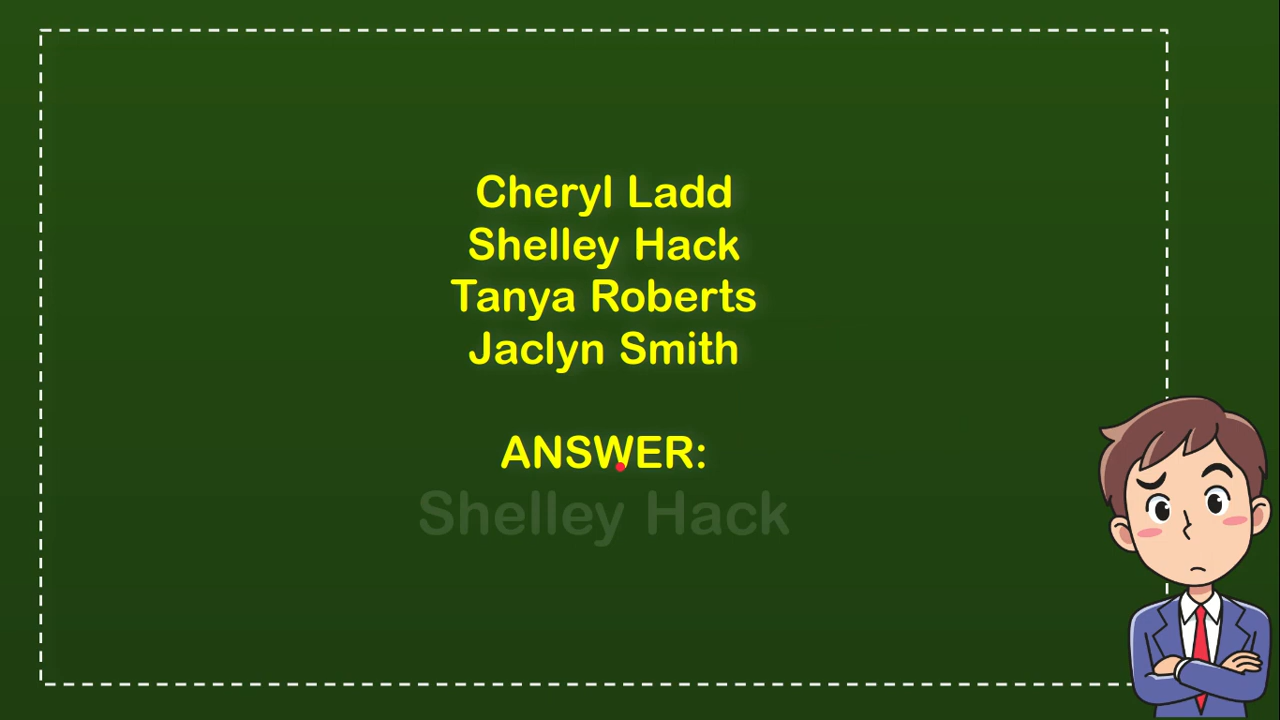 Cheryl Ladd
Shelley Hack
Tanya Roberts
Jaclyn Smith
ANSWER:
Shelley Hack